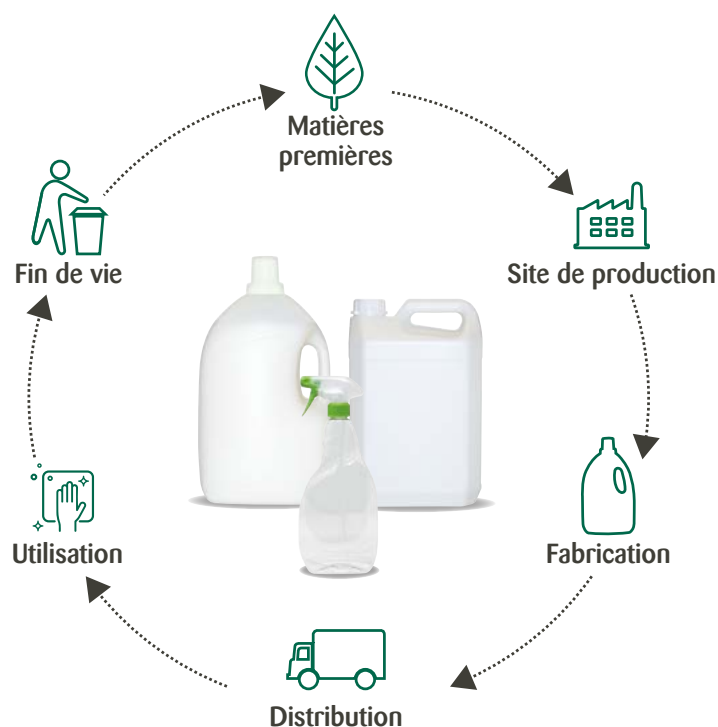 Matières
premières
Site de production
Fabrication
Distribution
Utilisation
Fin de vie